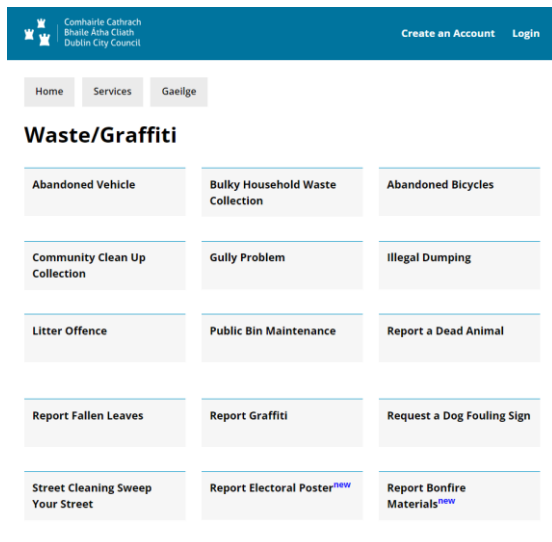 Comhairle Cathrach
Bhaile Átha Cliath
Dublin City Council
Create an Account Login
Home Services Gaeilge
Waste/Graffiti
Abandoned Vehicle
Bulky Household Waste
Collection
Abandoned Bicycles
Community Clean Up
Collection
Gully Problem
Illegal Dumping
Litter Offence
Public Bin Maintenance
Report a Dead Animal
Report Fallen Leaves
Report Graffiti
Request a Dog Fouling Sign
Street Cleaning Sweep
Your Street
Report Electoral Poster new
Report Bonfire
Materials new